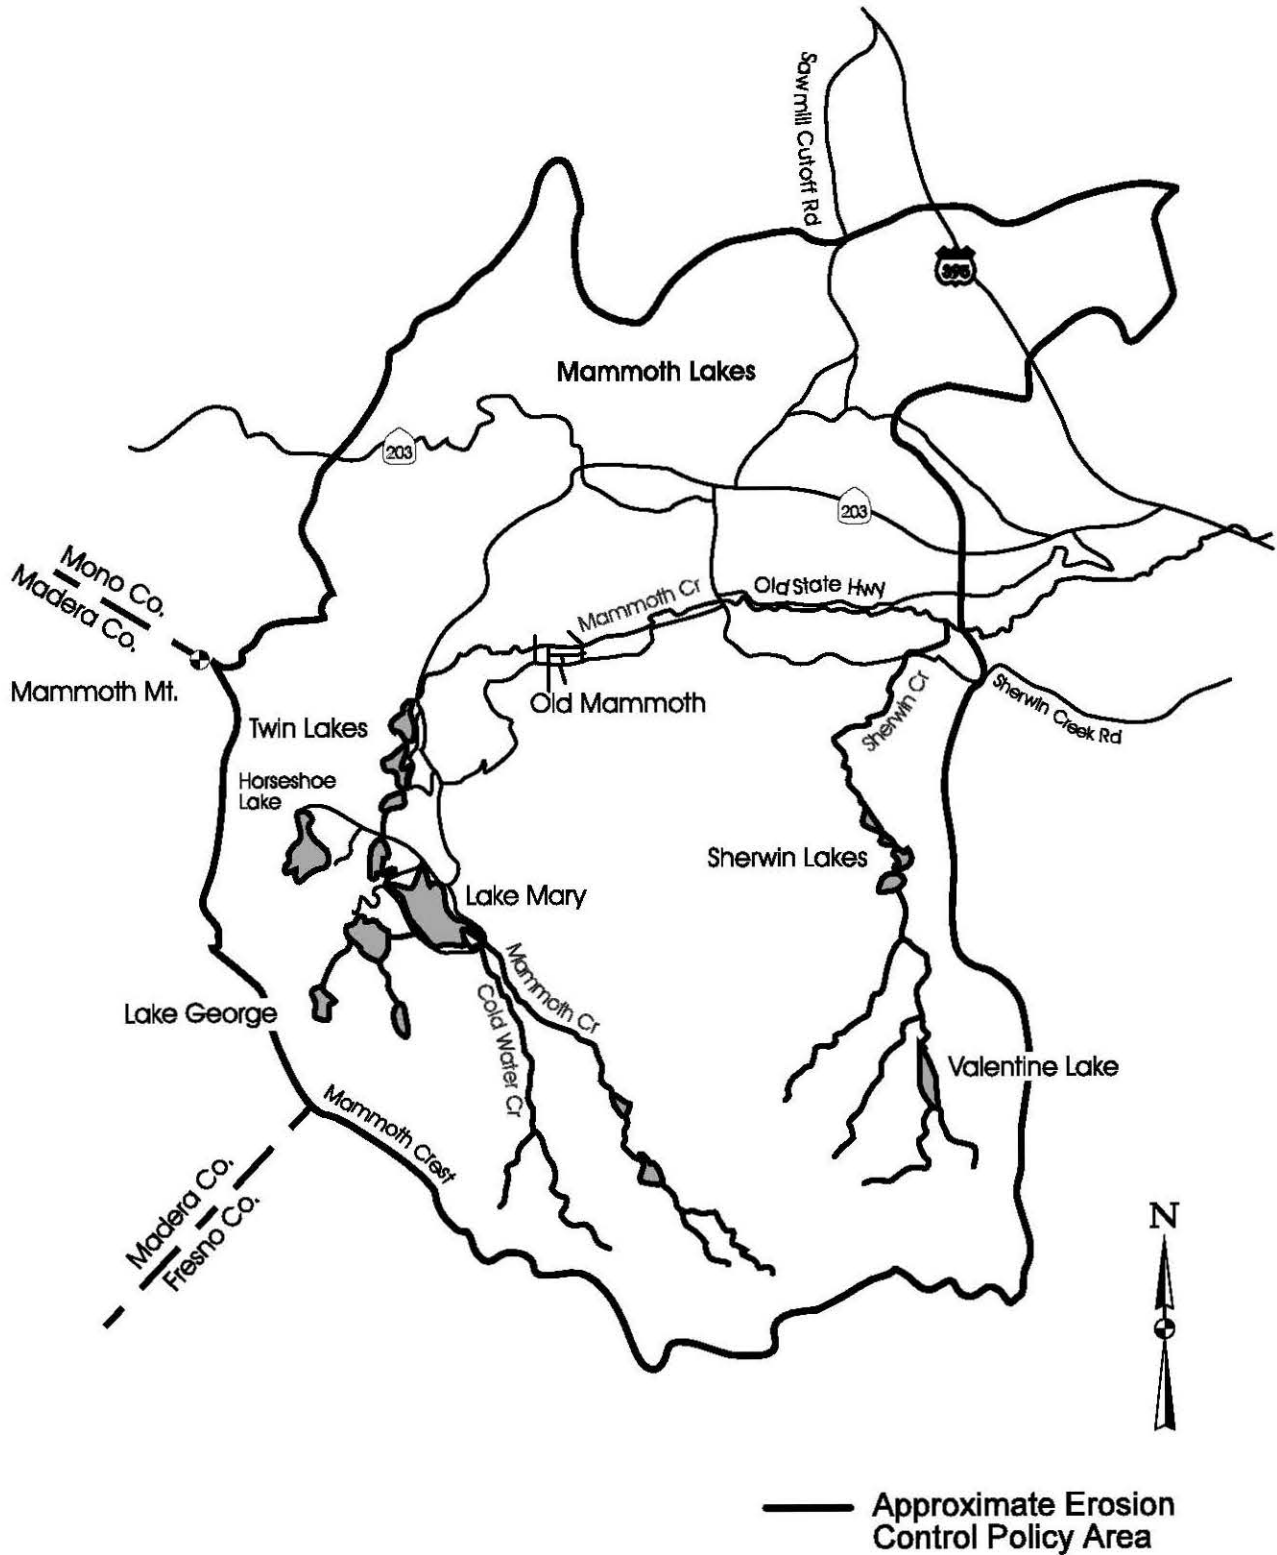 Sawmill Cutoff Rd
395
Mammoth Lakes
203
203
Mono Co.
Madera Co.
Mammoth Mt.
Mammoth Cr
Old State Hwy
Old Mammoth
Sherwin Cr
Sherwin Creek Rd
Twin Lakes
Horseshoe
Lake
Sherwin Lakes
Lake Mary
Mammoth Cr
Cold Water Cr
Lake George
Valentine Lake
Mammoth Crest
Madera Co.
Fresno Co.
N
Approximate Erosion
Control Policy Area